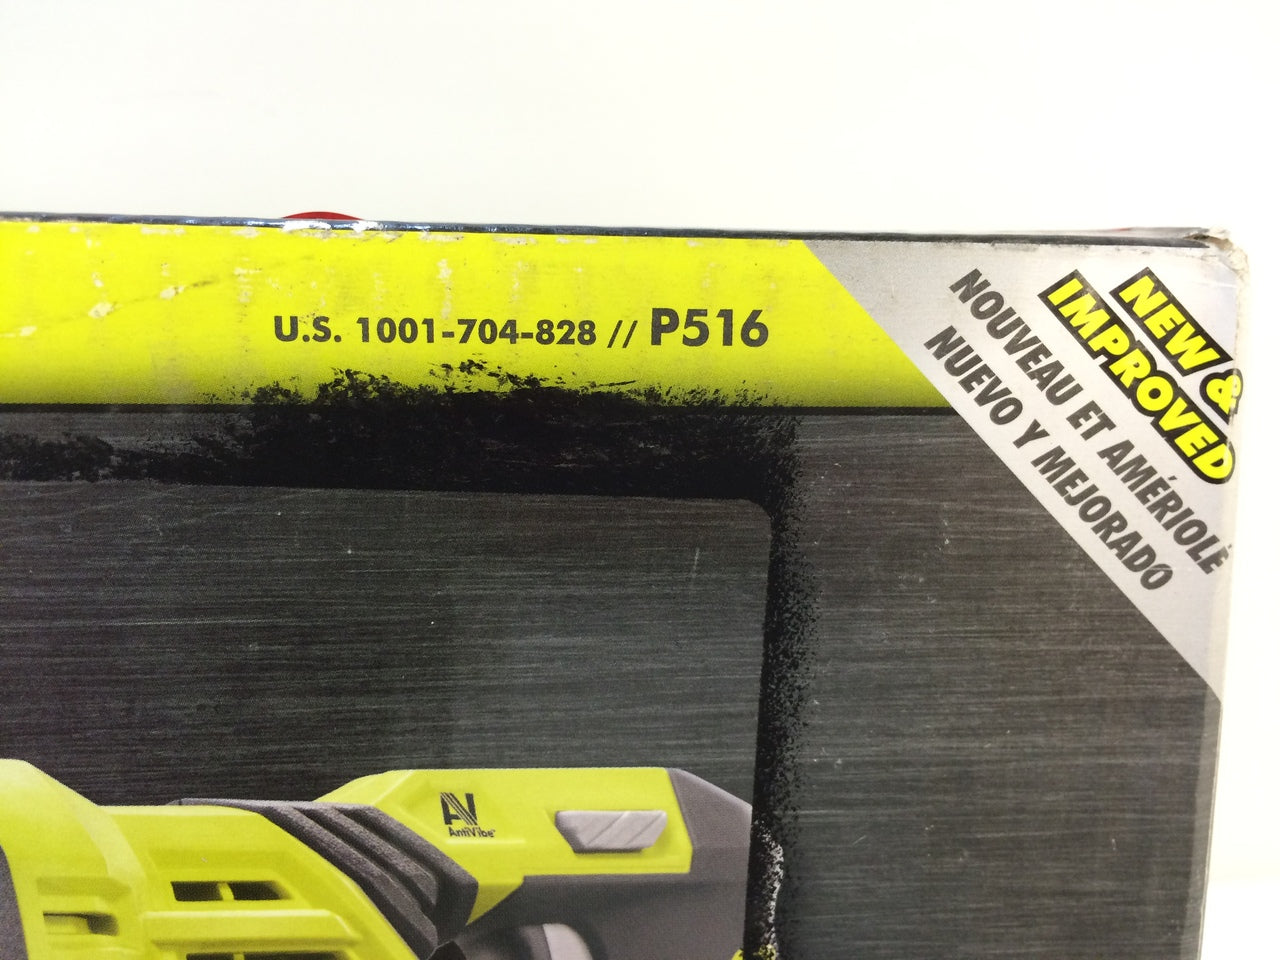 U.S. 1001-704-828 // P516
NEW &
IMPROVED
NOUVEAU ET AMÉRIOLÉ
NUEVO Y MEJORADO
AV
AntiVibe